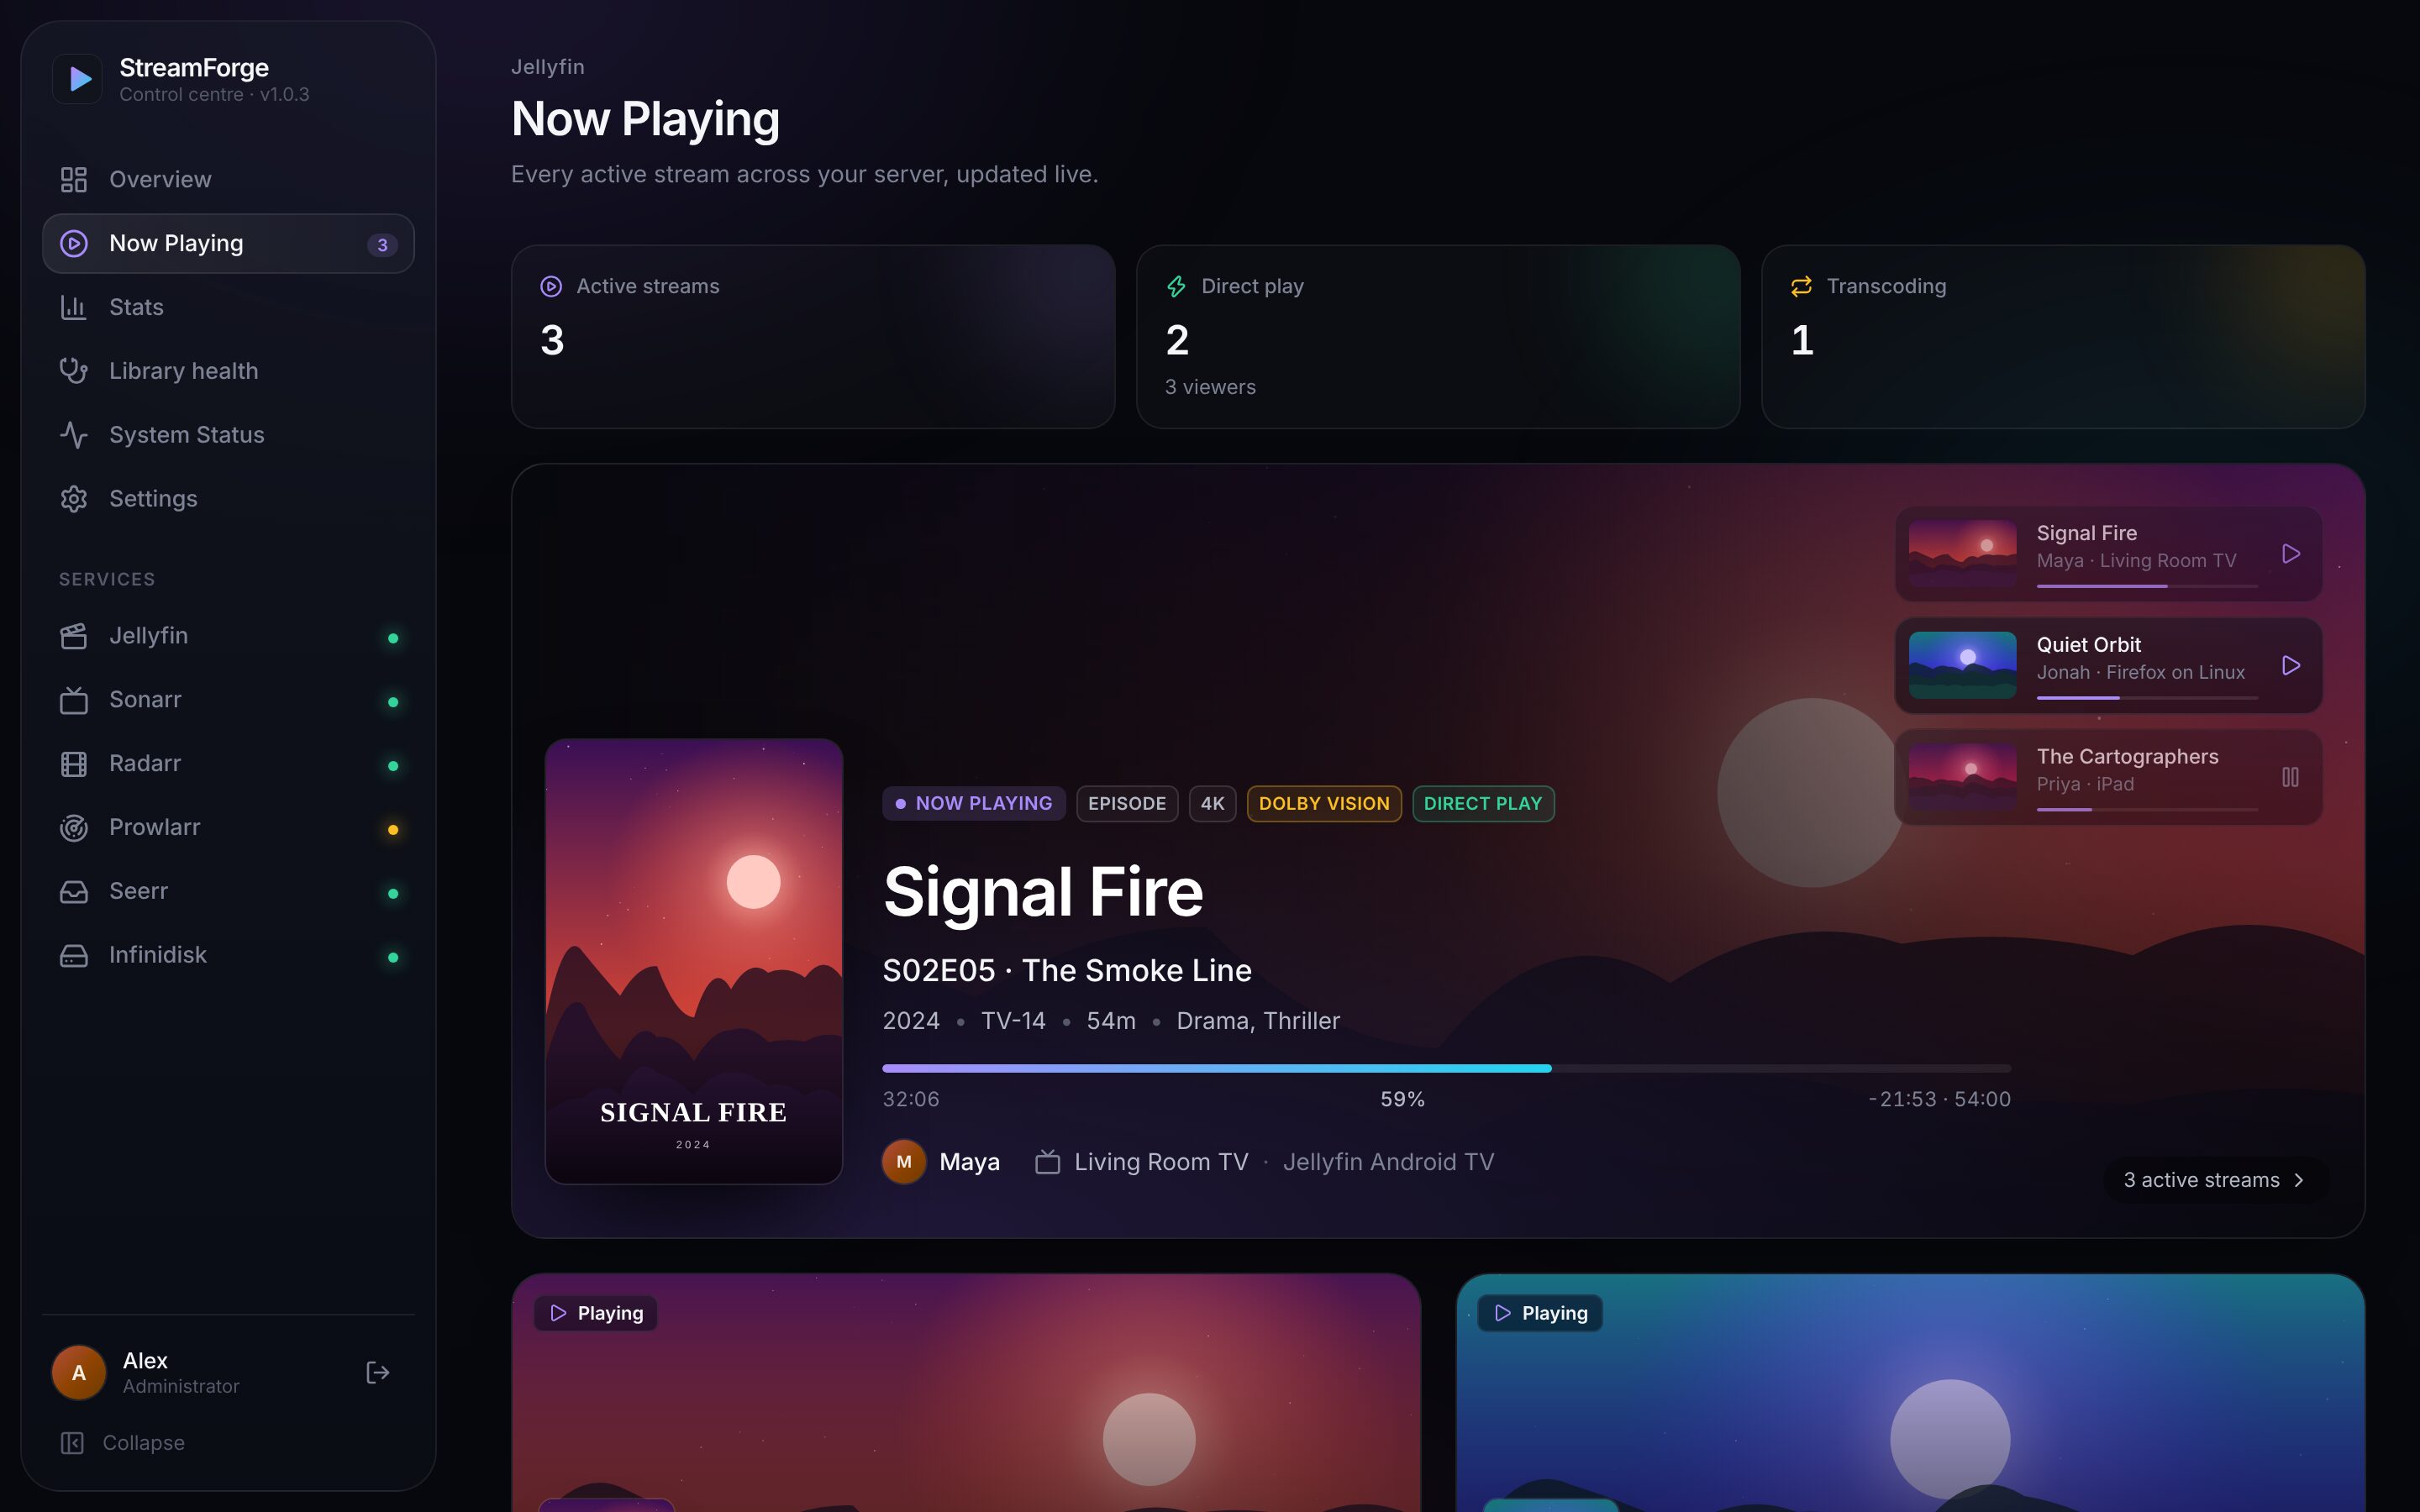 StreamForge
Control centre · v1.0.3
Overview
Now Playing 3
Stats
Library health
System Status
Settings
SERVICES
Jellyfin
Sonarr
Radarr
Prowlarr
Seerr
Infinidisk
Alex
Administrator
A
Collapse
Jellyfin
Now Playing
Every active stream across your server, updated live.
Active streams
3
Direct play
2
3 viewers
Transcoding
1
Signal Fire
Maya · Living Room TV
Quiet Orbit
Jonah · Firefox on Linux
The Cartographers
Priya · iPad
SIGNAL FIRE
2024
NOW PLAYING EPISODE 4K DOLBY VISION DIRECT PLAY
Signal Fire
S02E05 · The Smoke Line
2024 • TV-14 • 54m • Drama, Thriller
32:06 59% -21:53 · 54:00
M Maya Living Room TV · Jellyfin Android TV
3 active streams
Playing
Playing